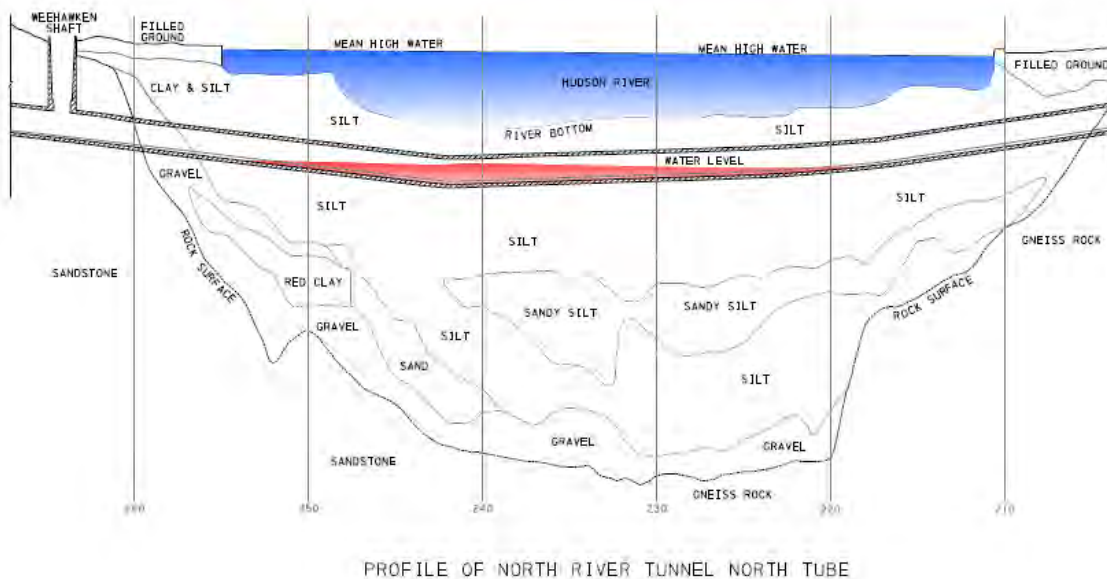 WEEHAWKEN
SHAFT
FILLED
GROUND
MEAN HIGH WATER
MEAN HIGH WATER
FILLED GROUND
CLAY & SILT
HUDSON RIVER
SILT
RIVER BOTTOM
SILT
WATER LEVEL
GRAVEL
SILT
SILT
ROCK SURFACE
SILT
GNEISS ROCK
SANDSTONE
RED CLAY
ROCK SURFACE
SANDY SILT
SANDY SILT
GRAVEL
SILT
SAND
SILT
GRAVEL
GRAVEL
SANDSTONE
GNEISS ROCK
260
250
240
230
220
210
PROFILE OF NORTH RIVER TUNNEL NORTH TUBE